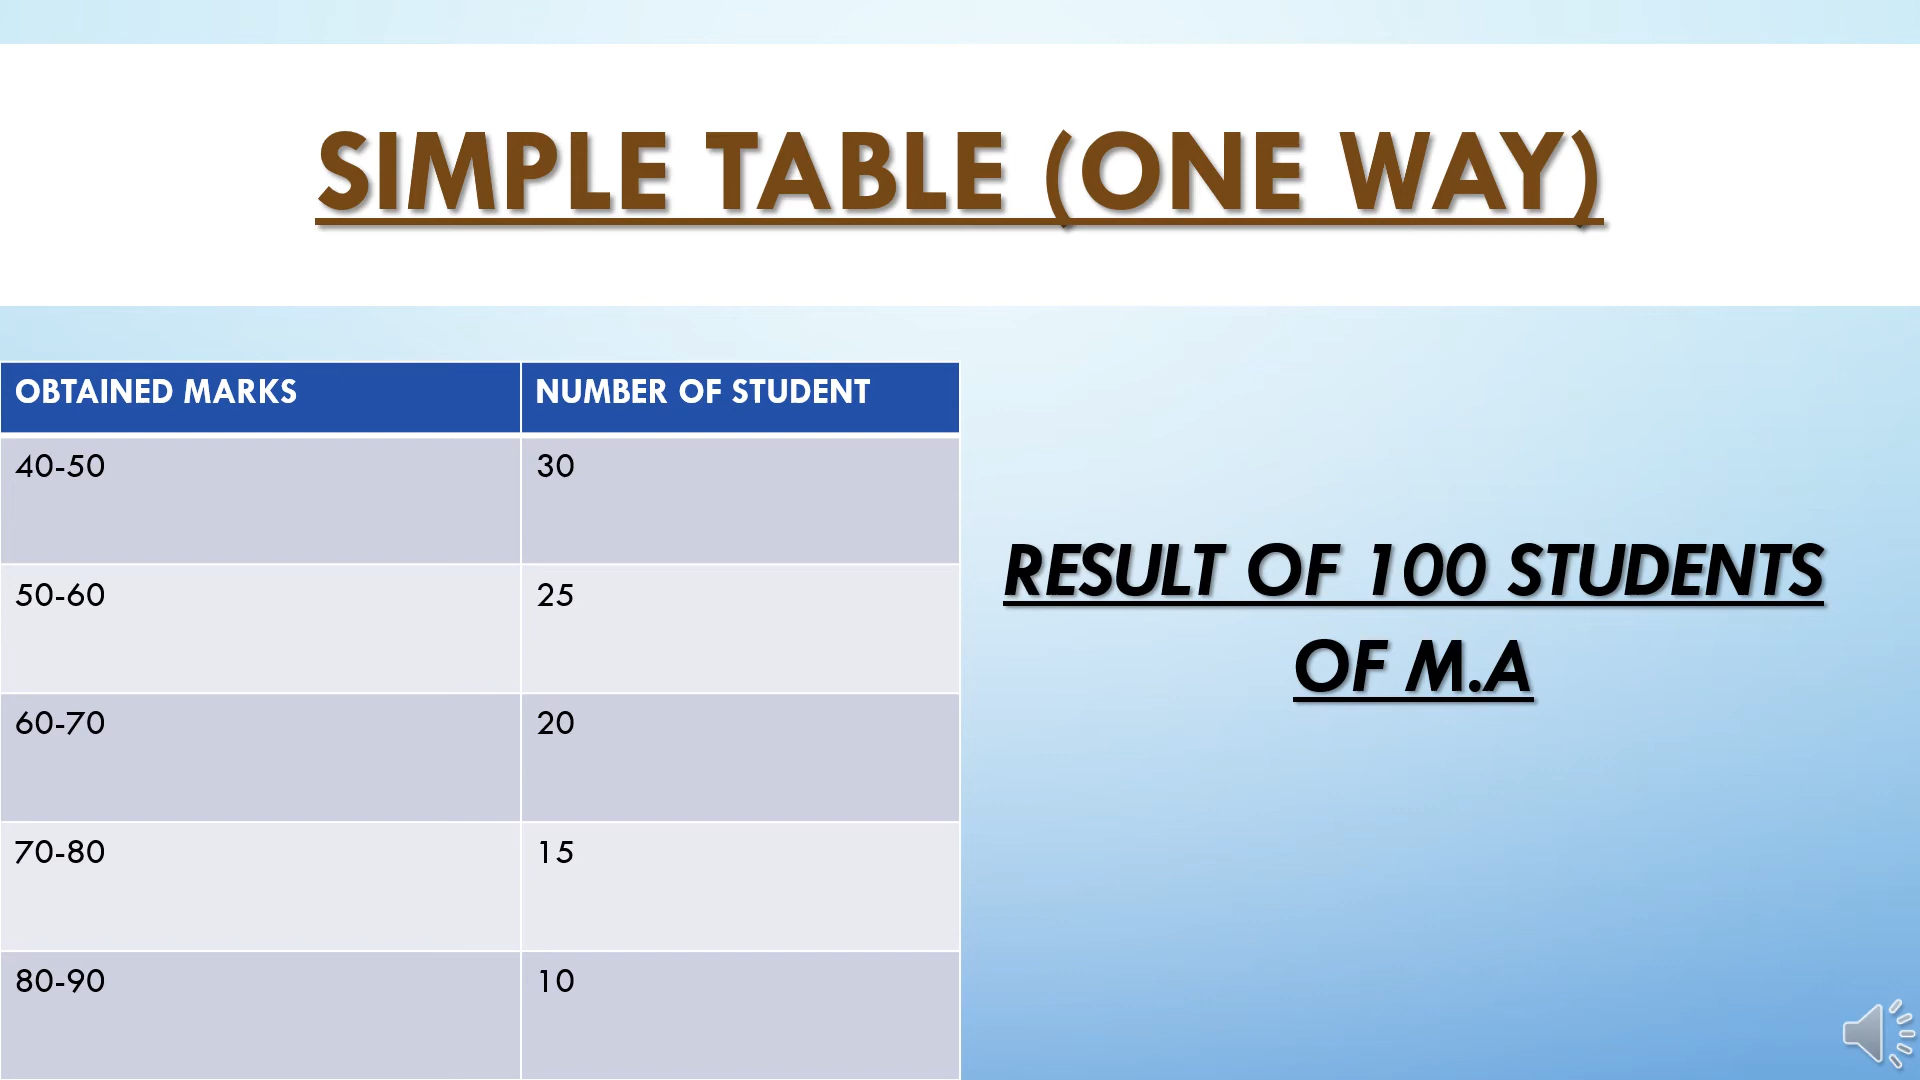 SIMPLE TABLE (ONE WAY)
OBTAINED MARKS NUMBER OF STUDENT
40-50 30
50-60 25
60-70 20
70-80 15
80-90 10
RESULT OF 100 STUDENTS
OF M.A